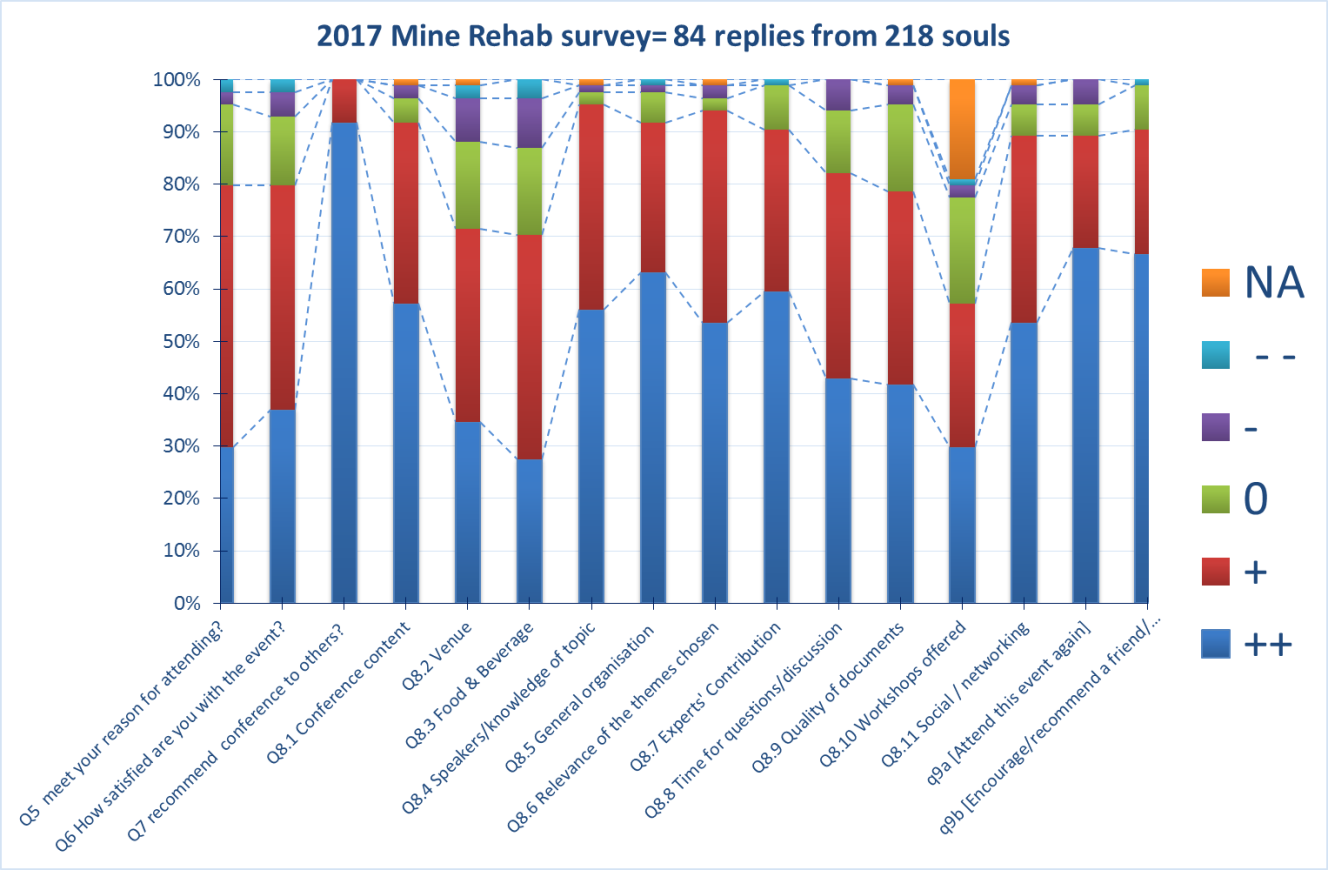 2017 Mine Rehab survey= 84 replies from 218 souls
100%
90%
80%
70%
60%
50%
40%
30%
20%
10%
0%
Q5  meet your reason for attending?
Q6 How satisfied are you with the event?
Q7 recommend  conference to others?
Q8.1 Conference content
Q8.2 Venue
Q8.3 Food & Beverage
Q8.4 Speakers/knowledge of topic
Q8.5 General organisation
Q8.6 Relevance of the themes chosen
Q8.7 Experts' Contribution
Q8.8 Time for questions/discussion
Q8.9 Quality of documents
Q8.10 Workshops offered
Q8.11 Social / networking
q9a [Attend this event again]
q9b [Encourage/recommend a friend/...
NA
- -
-
0
+
++